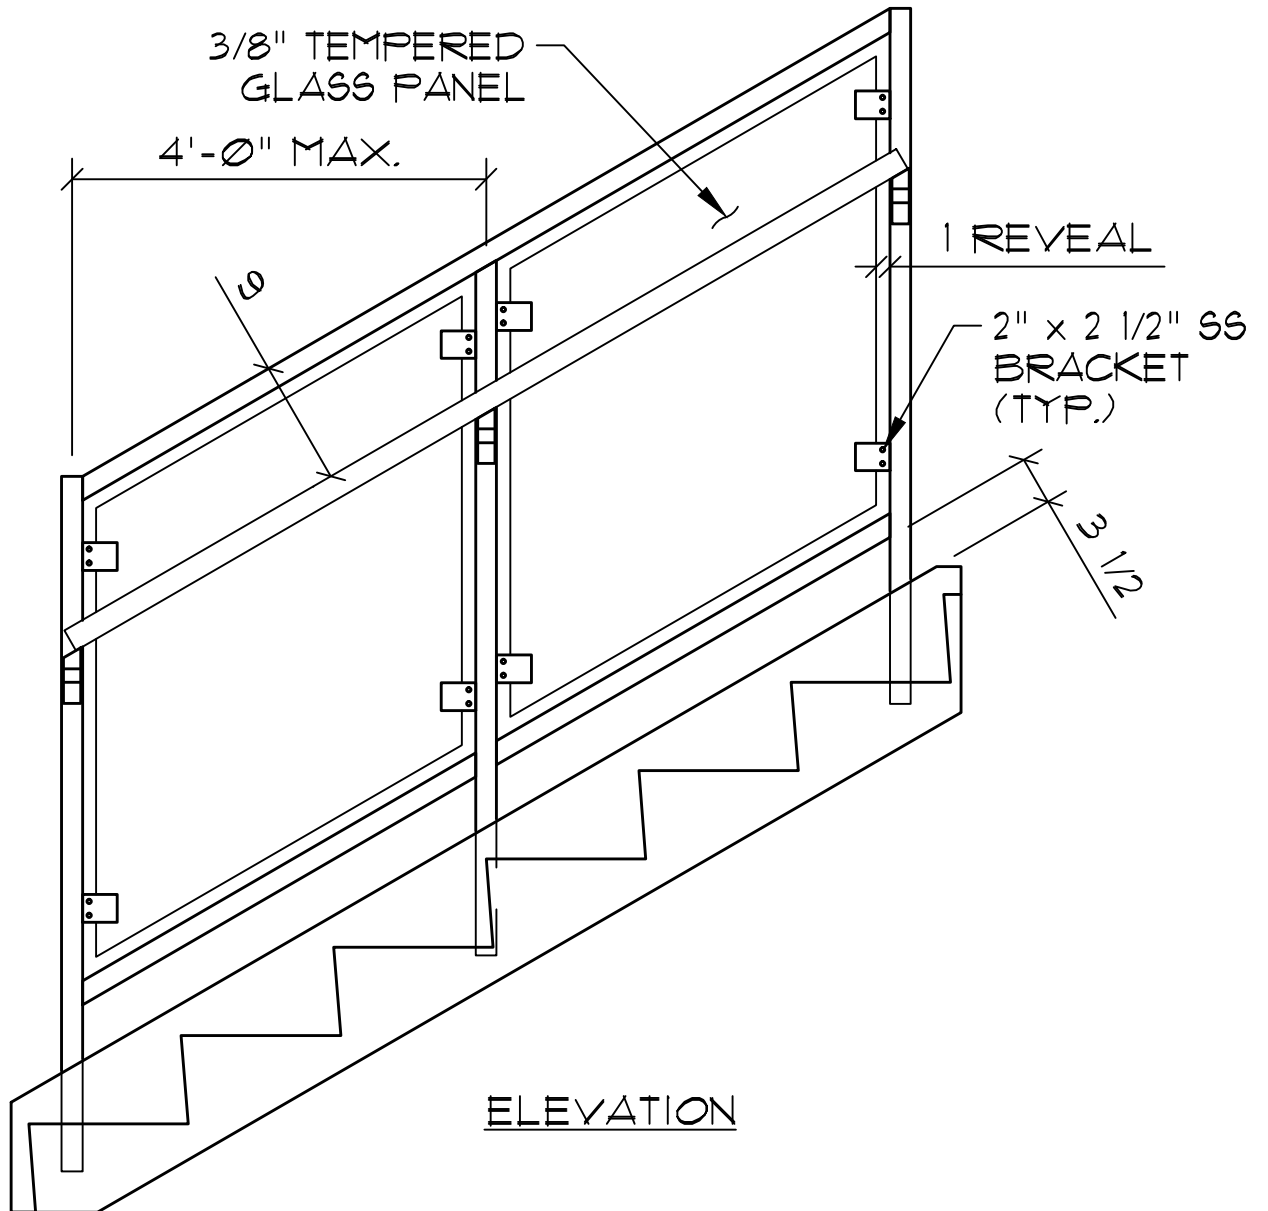 3/8" TEMPERED
GLASS PANEL
4'-0" MAX.
1 REVEAL
9
2" x 2 1/2" SS
BRACKET
(TYP.)
3 1/2
ELEVATION